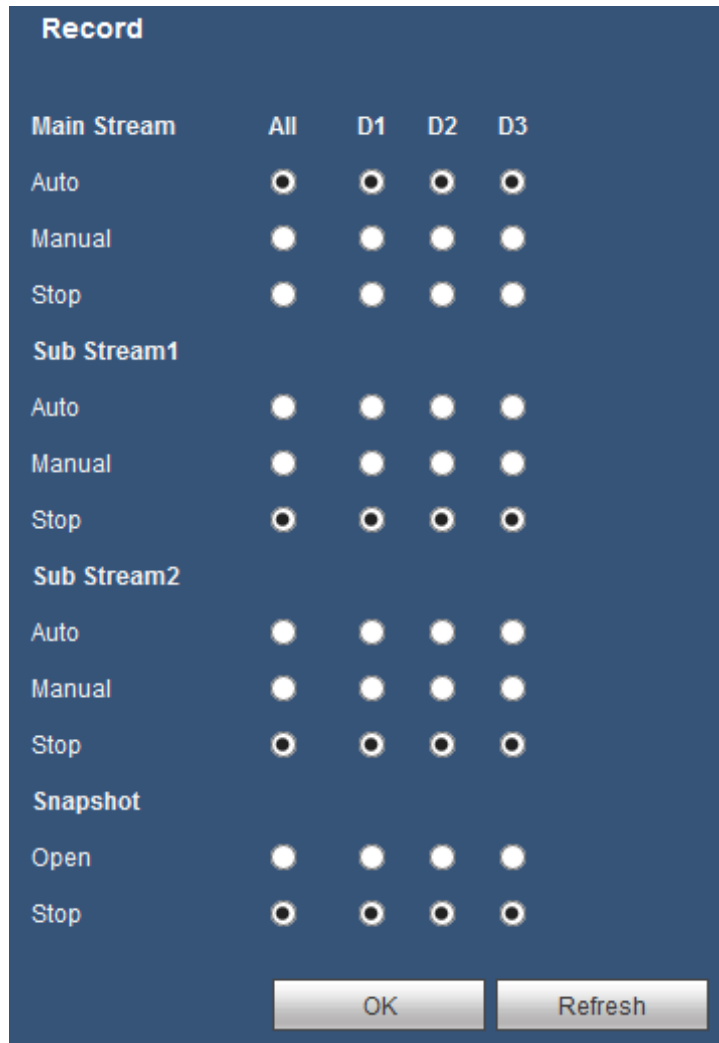 Record
Main Stream All D1 D2 D3
Auto
Manual
Stop
Sub Stream1
Auto
Manual
Stop
Sub Stream2
Auto
Manual
Stop
Snapshot
Open
Stop
OK Refresh